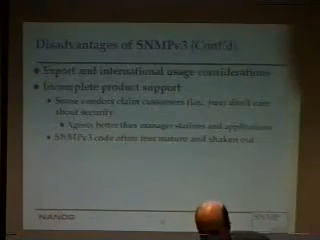 Disadvantages of SNMPv3 (Cont'd)
Export and international usage considerations
Incomplete product support
Some vendors claim customers (i.e., you) don't care
about security
Agents better than manager stations and applications
SNMPv3 code often less mature and shaken out
NANOG
SNMP